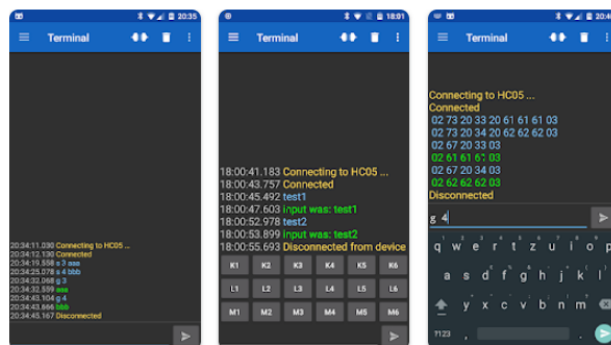 20:35
Terminal
20:34:11.030 Connecting to HC05 ...
20:34:12.130 Connected
20:34:19.558 s 3 aaa
20:34:25.078 s 4 bbb
20:34:32.068 g 3
20:34:32.559 aaa
20:34:43.104 g 4
20:34:43.866 bbb
20:34:45.167 Disconnected
18:01
Terminal
18:00:41.183 Connecting to HC05 ...
18:00:43.757 Connected
18:00:45.492 test1
18:00:47.603 input was: test1
18:00:52.978 test2
18:00:53.899 input was: test2
18:00:55.693 Disconnected from device
K1 K2 K3 K4 K5 K6
L1 L2 L3 L4 L5 L6
M1 M2 M3 M4 M5 M6
Terminal
Connecting to HC05 ...
Connected
02 73 20 33 20 61 61 61 03
02 73 20 34 20 62 62 62 03
02 67 20 33 03
02 61 61 61 03
02 67 20 34 03
02 62 62 62 03
Disconnected
g 4
q w e r t z u i o p
a s d f g h j k l
y x c v b n m
?123 , .